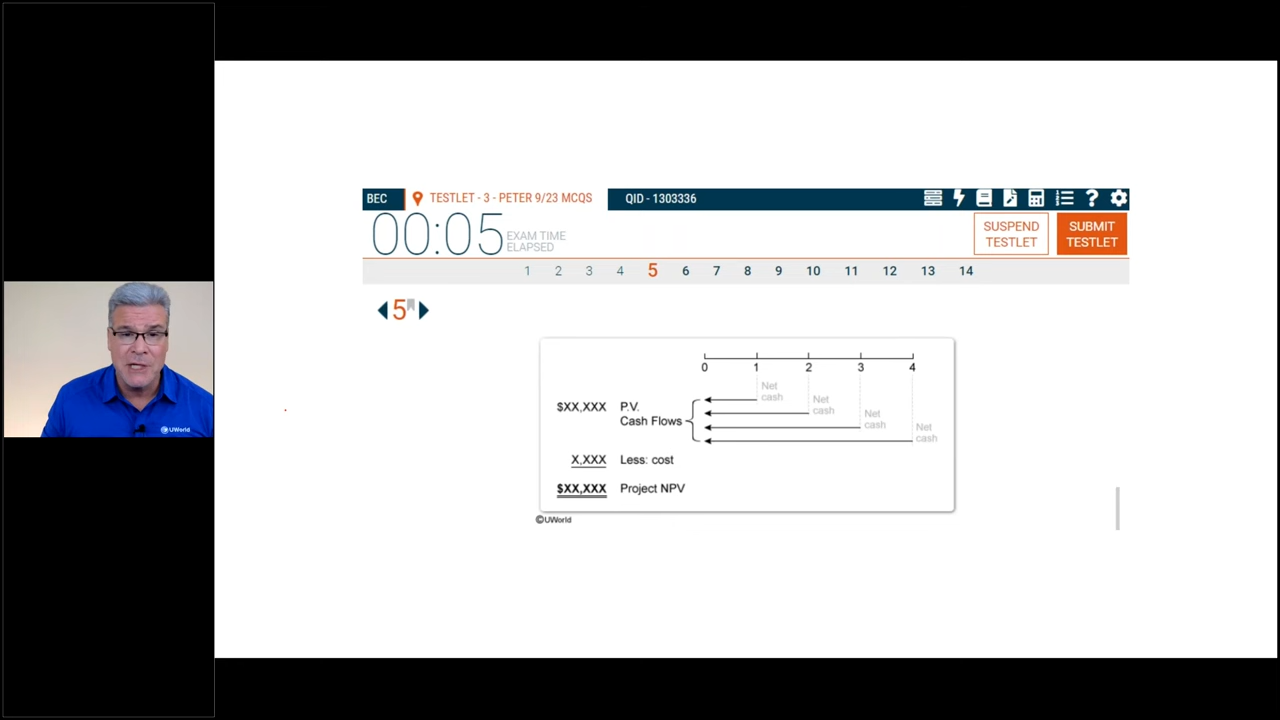 BEC
TESTLET - 3 - PETER 9/23 MCQS
QID - 1303336
00:05
EXAM TIME
ELAPSED
SUSPEND
TESTLET
SUBMIT
TESTLET
1 2 3 4 5 6 7 8 9 10 11 12 13 14
5
0 1 2 3 4
Net
cash
Net
cash
Net
cash
Net
cash
$XX,XXX P.V.
Cash Flows
X,XXX Less: cost
$XX,XXX Project NPV
©UWorld
UWorld